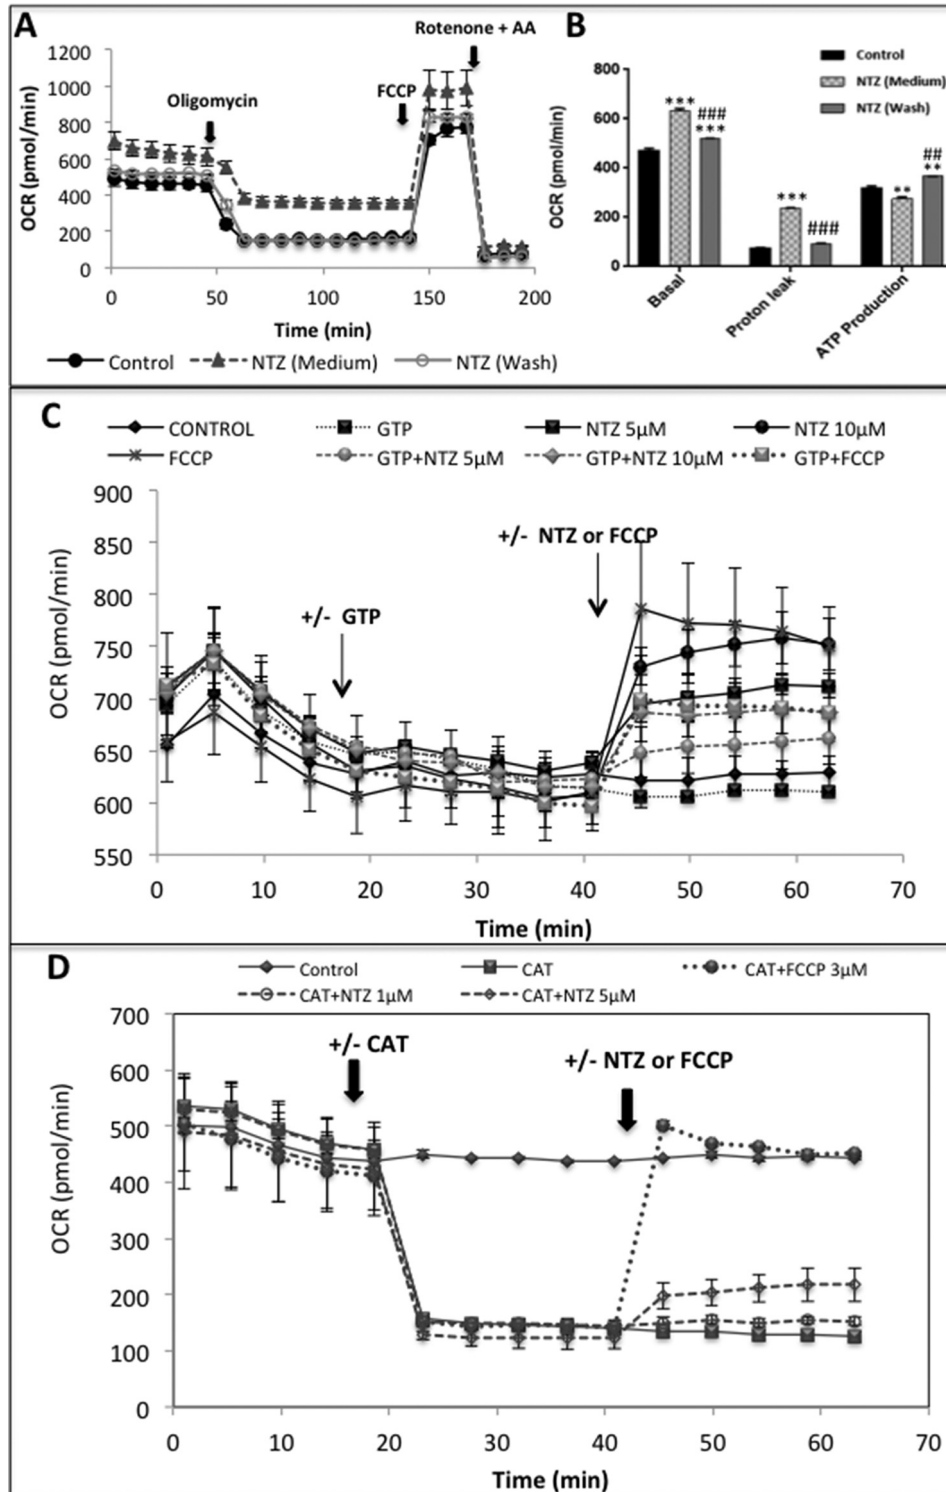 A
Rotenone + AA
Oligomycin
FCCP
OCR (pmol/min)
1200
1000
800
600
400
200
0
0
50
100
150
200
Time (min)
Control
NTZ (Medium)
NTZ (Wash)
B
Control
NTZ (Medium)
NTZ (Wash)
OCR (pmol/min)
800
600
400
200
0
***
###
***
***
###
**
##
**
Basal
Proton leak
ATP Production
C
CONTROL
GTP
NTZ 5µM
NTZ 10µM
FCCP
GTP+NTZ 5µM
GTP+NTZ 10µM
GTP+FCCP
OCR (pmol/min)
900
850
800
750
700
650
600
550
+/- GTP
+/- NTZ or FCCP
0
10
20
30
40
50
60
70
Time (min)
D
Control
CAT
CAT+FCCP 3µM
CAT+NTZ 1µM
CAT+NTZ 5µM
OCR (pmol/min)
700
600
500
400
300
200
100
0
+/- CAT
+/- NTZ or FCCP
0
10
20
30
40
50
60
70
Time (min)